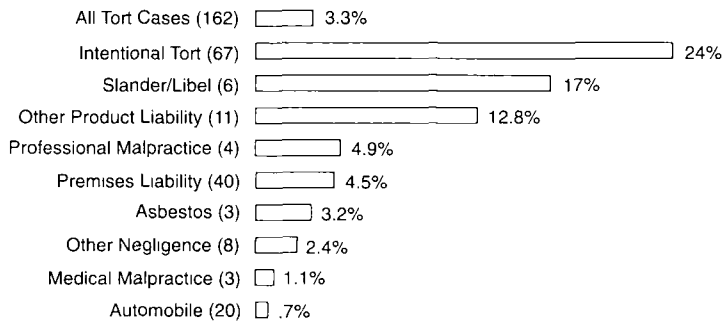 All Tort Cases (162) 3.3%
Intentional Tort (67) 24%
Slander/Libel (6) 17%
Other Product Liability (11) 12.8%
Professional Malpractice (4) 4.9%
Premises Liability (40) 4.5%
Asbestos (3) 3.2%
Other Negligence (8) 2.4%
Medical Malpractice (3) 1.1%
Automobile (20) .7%